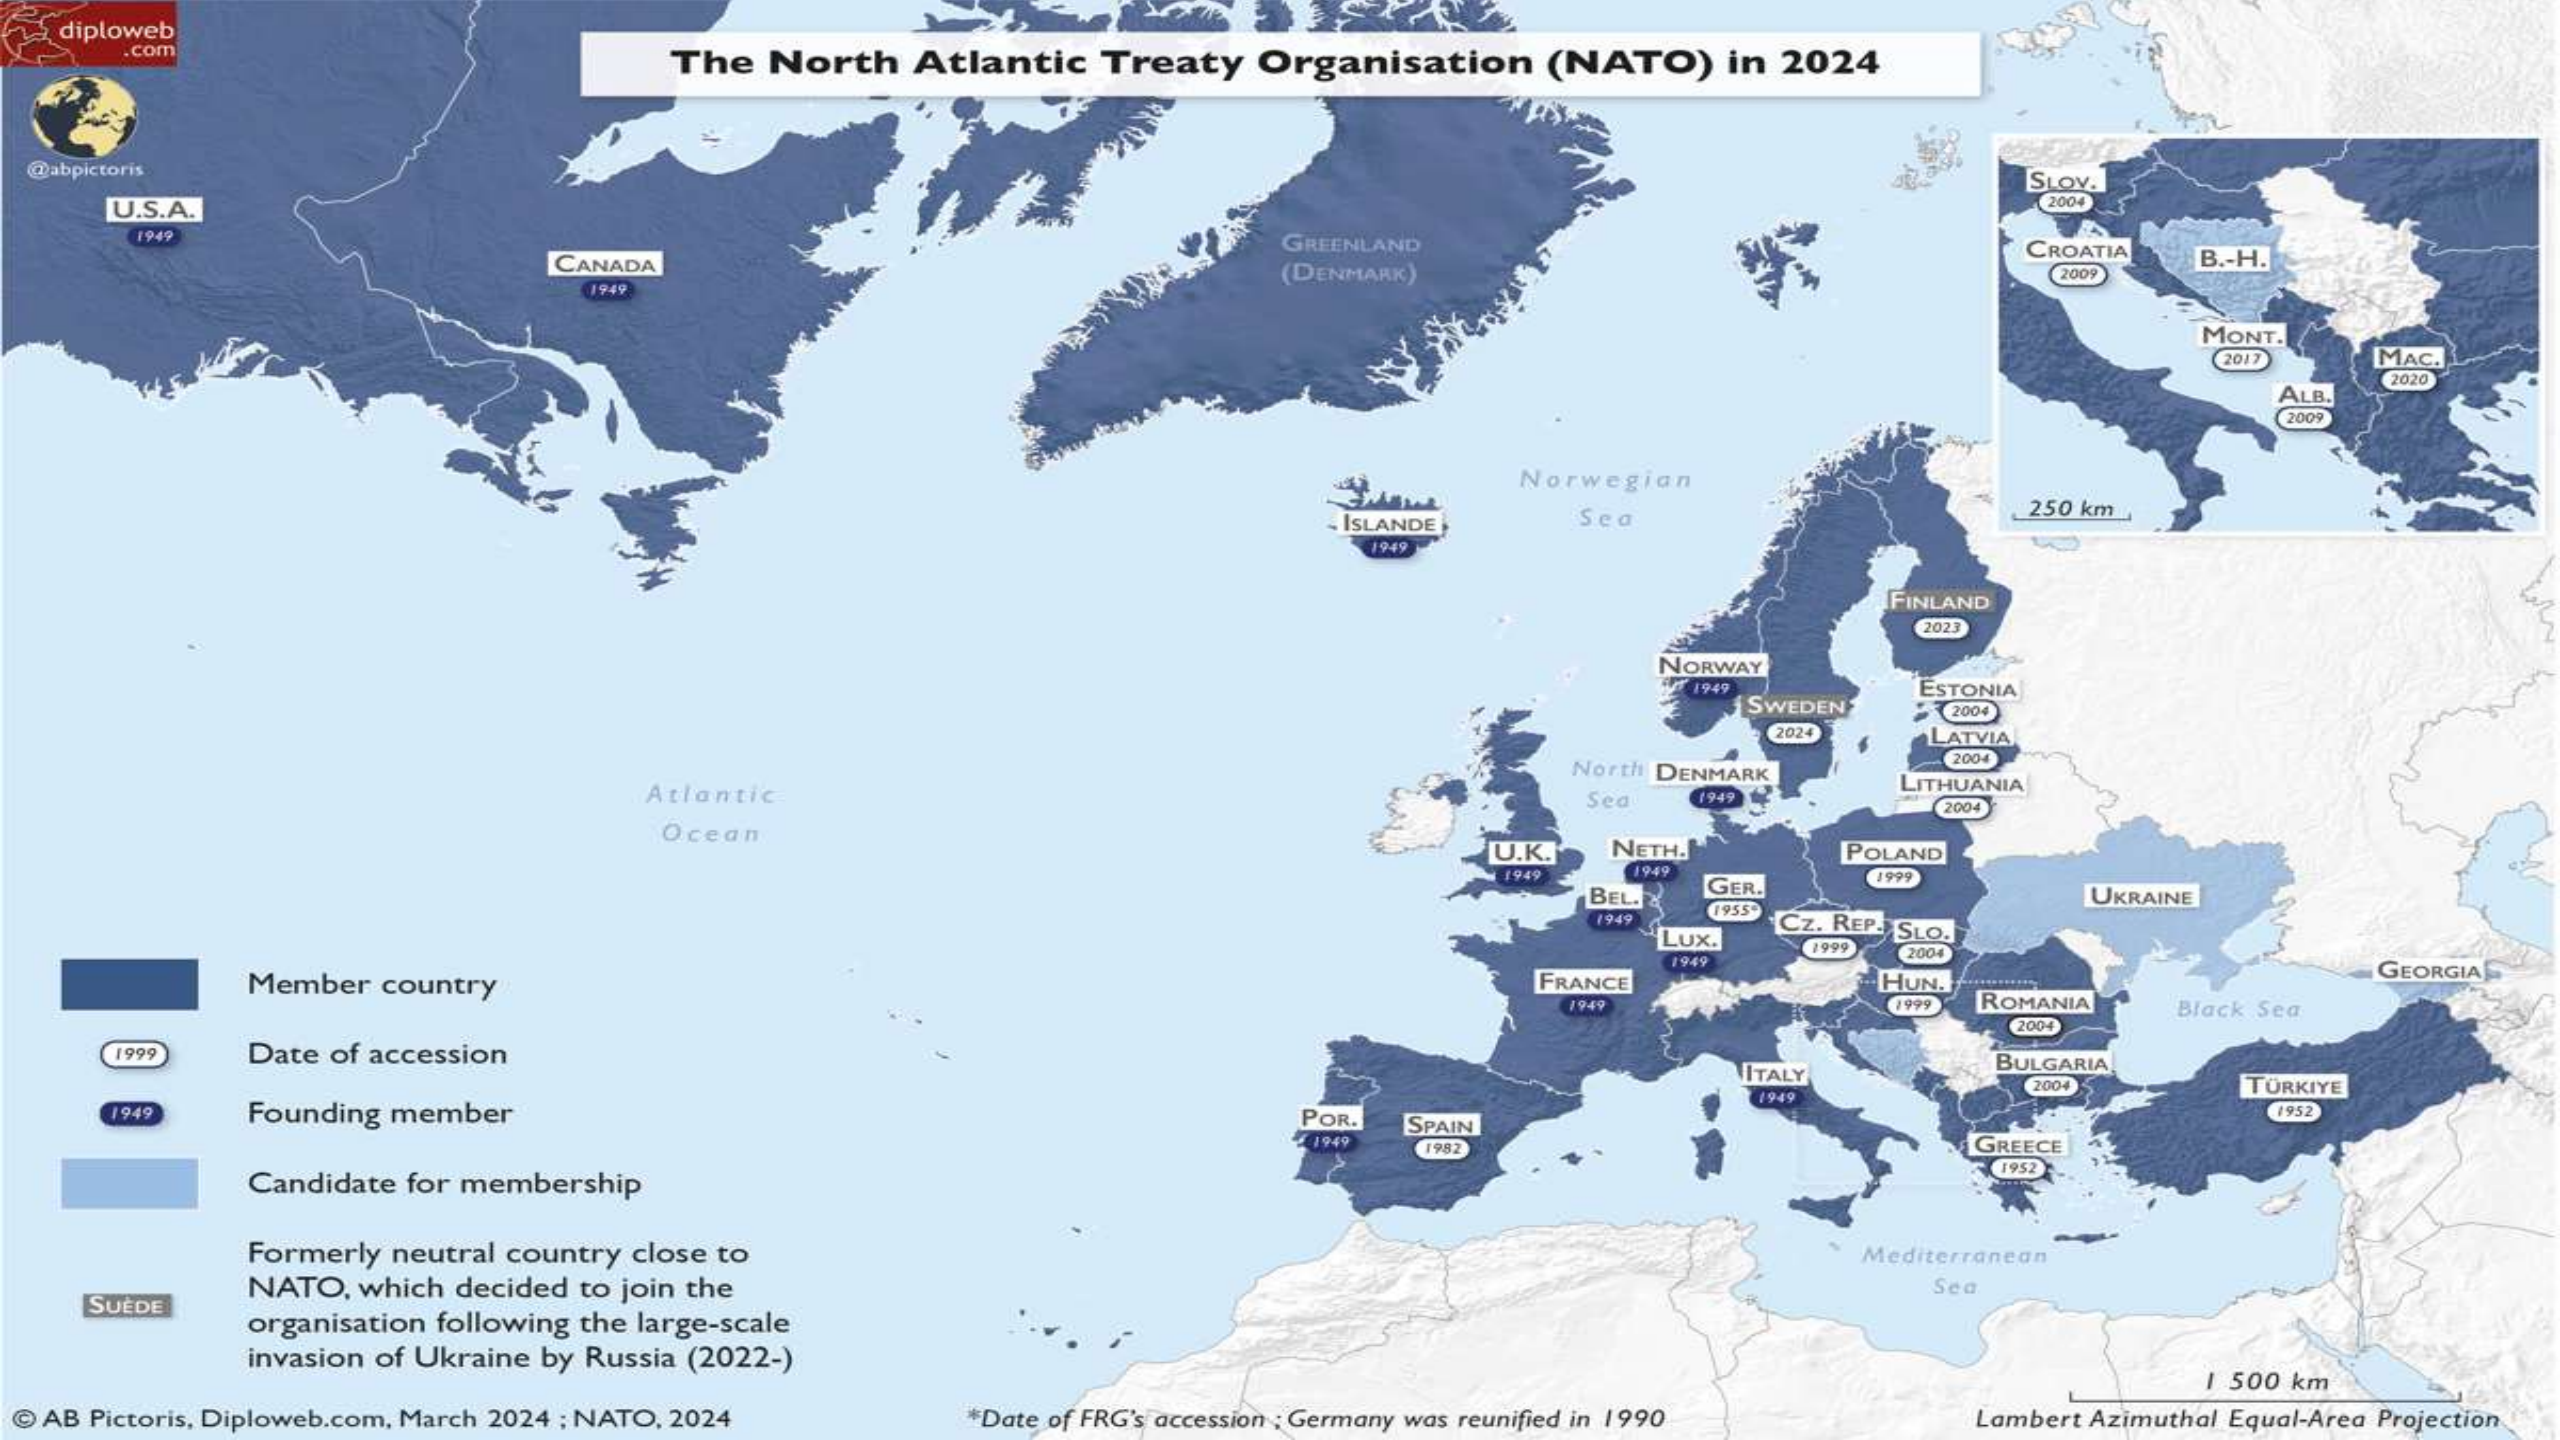 diploweb
.com
The North Atlantic Treaty Organisation (NATO) in 2024
@abpictoris
U.S.A.
1949
CANADA
1949
GREENLAND
(DENMARK)
SLOV.
2004
CROATIA
2009
B.-H.
MONT.
2017
MAC.
2020
ALB.
2009
250 km
Norwegian
Sea
ISLANDE
1949
FINLAND
2023
NORWAY
1949
SWEDEN
2024
ESTONIA
2004
LATVIA
2004
LITHUANIA
2004
North
Sea
DENMARK
1949
Atlantic
Ocean
U.K.
1949
NETH.
1949
BEL.
1949
GER.
1955*
POLAND
1999
UKRAINE
LUX.
1949
CZ. REP.
1999
SLO.
2004
FRANCE
1949
HUN.
1999
ROMANIA
2004
GEORGIA
Black Sea
ITALY
1949
BULGARIA
2004
TÜRKIYE
1952
POR.
1949
SPAIN
1982
GREECE
1952
Mediterranean
Sea
Member country
1999
Date of accession
1949
Founding member
Candidate for membership
SUÈDE
Formerly neutral country close to
NATO, which decided to join the
organisation following the large-scale
invasion of Ukraine by Russia (2022-)
© AB Pictoris, Diploweb.com, March 2024 ; NATO, 2024
*Date of FRG's accession ; Germany was reunified in 1990
1 500 km
Lambert Azimuthal Equal-Area Projection